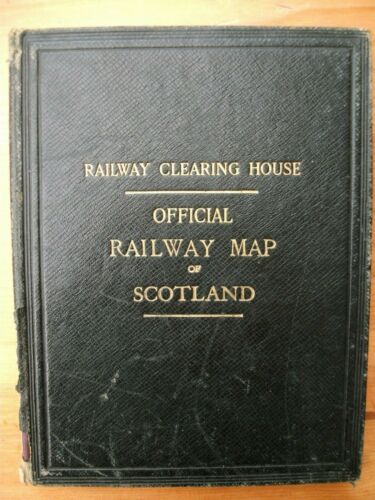 RAILWAY CLEARING HOUSE
OFFICIAL
RAILWAY MAP
OF
SCOTLAND